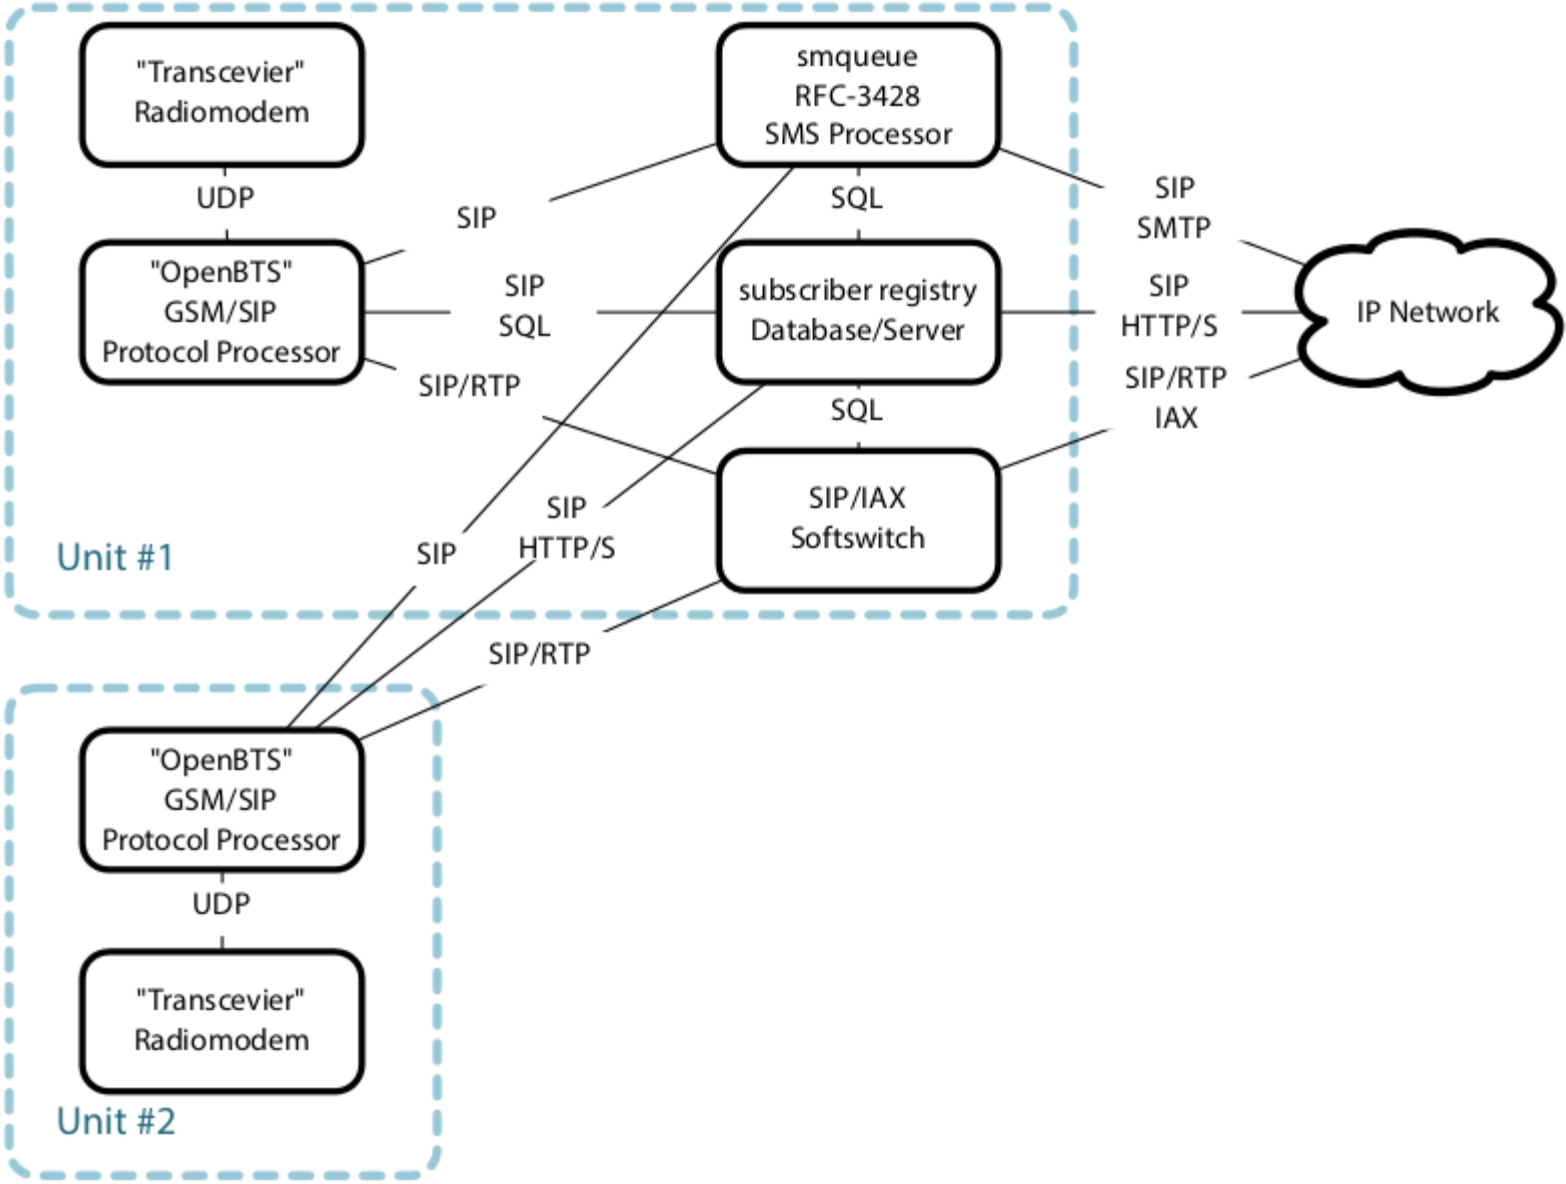 "Transcevier"
Radiomodem
smqueue
RFC-3428
SMS Processor
UDP
SIP
SQL
SIP
SMTP
"OpenBTS"
GSM/SIP
Protocol Processor
SIP
SQL
subscriber registry
Database/Server
SIP
HTTP/S
IP Network
SIP/RTP
SQL
SIP/RTP
IAX
SIP/IAX
Softswitch
SIP
HTTP/S
SIP
Unit #1
SIP/RTP
"OpenBTS"
GSM/SIP
Protocol Processor
UDP
"Transcevier"
Radiomodem
Unit #2